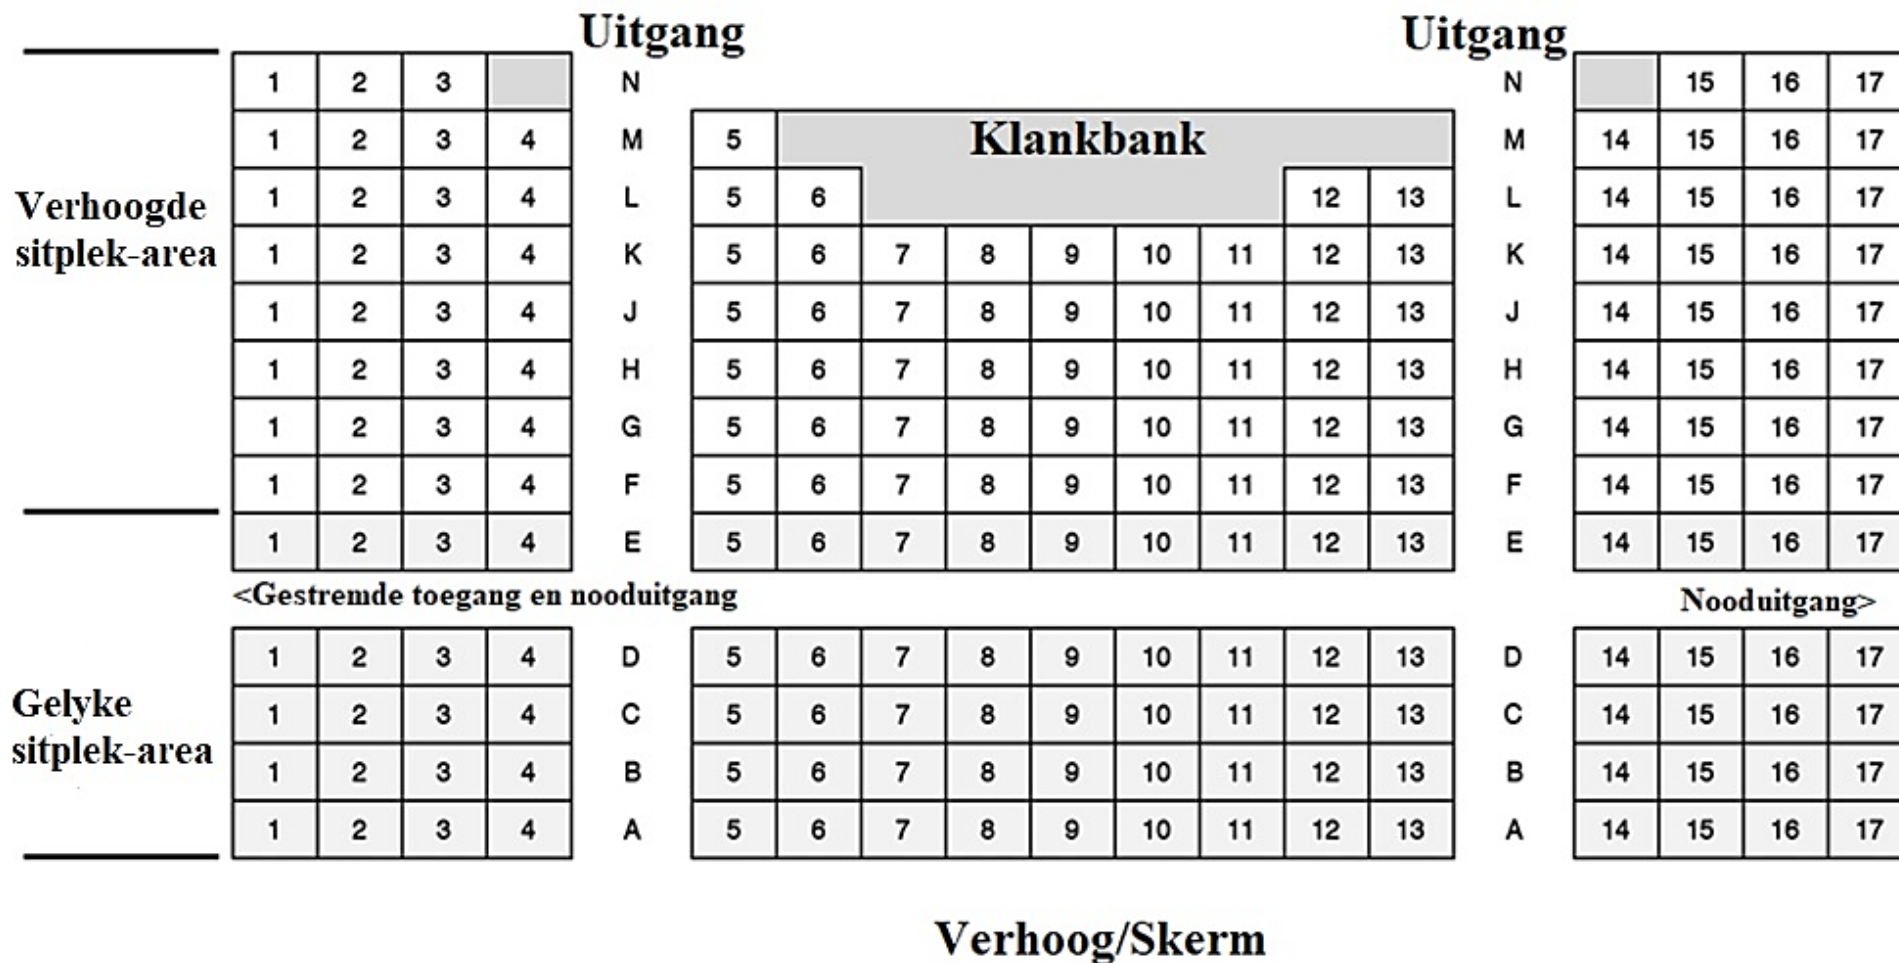 Uitgang Uitgang
1 2 3 N N 15 16 17
1 2 3 4 M 5 Klankbank M 14 15 16 17
Verhoogde
1 2 3 4 L 5 6 12 13 L 14 15 16 17
sitplek-area
1 2 3 4 K 5 6 7 8 9 10 11 12 13 K 14 15 16 17
1 2 3 4 J 5 6 7 8 9 10 11 12 13 J 14 15 16 17
1 2 3 4 H 5 6 7 8 9 10 11 12 13 H 14 15 16 17
1 2 3 4 G 5 6 7 8 9 10 11 12 13 G 14 15 16 17
1 2 3 4 F 5 6 7 8 9 10 11 12 13 F 14 15 16 17
1 2 3 4 E 5 6 7 8 9 10 11 12 13 E 14 15 16 17
<Gestremde toegang en nooduitgang Nooduitgang>
1 2 3 4 D 5 6 7 8 9 10 11 12 13 D 14 15 16 17
Gelyke
1 2 3 4 C 5 6 7 8 9 10 11 12 13 C 14 15 16 17
sitplek-area
1 2 3 4 B 5 6 7 8 9 10 11 12 13 B 14 15 16 17
1 2 3 4 A 5 6 7 8 9 10 11 12 13 A 14 15 16 17
Verhoog/Skerm